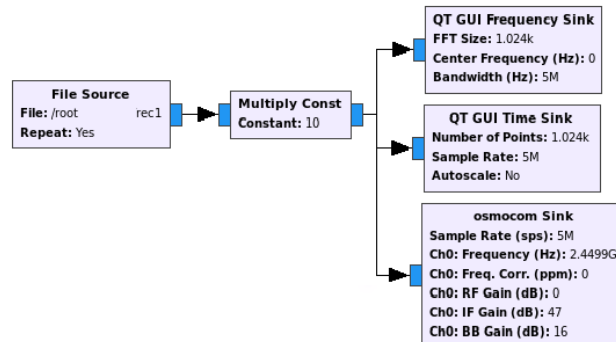 File Source
File: /root rec1
Repeat: Yes
Multiply Const
Constant: 10
QT GUI Frequency Sink
FFT Size: 1.024k
Center Frequency (Hz): 0
Bandwidth (Hz): 5M
QT GUI Time Sink
Number of Points: 1.024k
Sample Rate: 5M
Autoscale: No
osmocom Sink
Sample Rate (sps): 5M
Ch0: Frequency (Hz): 2.4499G
Ch0: Freq. Corr. (ppm): 0
Ch0: RF Gain (dB): 0
Ch0: IF Gain (dB): 47
Ch0: BB Gain (dB): 16